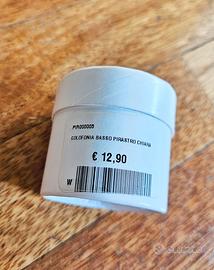 PIR000005
COLOFONIA BASSO PIRASTRO CHIARA
€ 12,90
W